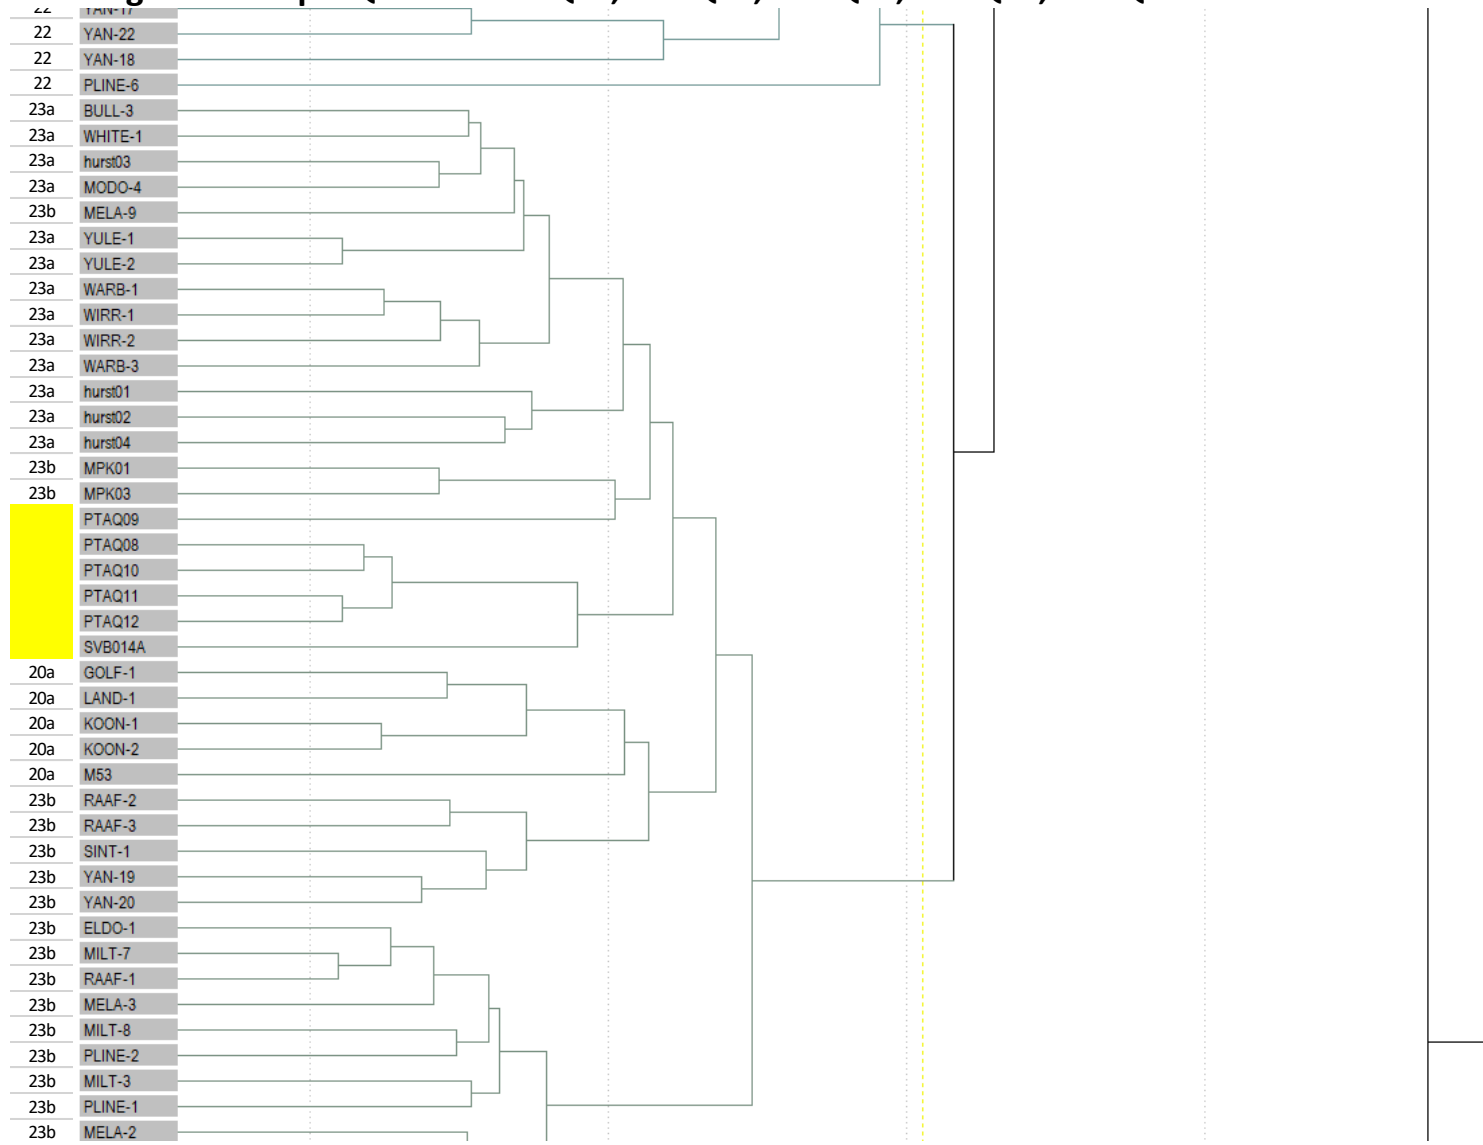 22 YAN-17
22 YAN-22
22 YAN-18
22 PLINE-6
23a BULL-3
23a WHITE-1
23a hurst03
23a MODO-4
23b MELA-9
23a YULE-1
23a YULE-2
23a WARB-1
23a WIRR-1
23a WIRR-2
23a WARB-3
23a hurst01
23a hurst02
23a hurst04
23b MPK01
23b MPK03
PTAQ09
PTAQ08
PTAQ10
PTAQ11
PTAQ12
SVB014A
20a GOLF-1
20a LAND-1
20a KOON-1
20a KOON-2
20a M53
23b RAAF-2
23b RAAF-3
23b SINT-1
23b YAN-19
23b YAN-20
23b ELDO-1
23b MILT-7
23b RAAF-1
23b MELA-3
23b MILT-8
23b PLINE-2
23b MILT-3
23b PLINE-1
23b MELA-2